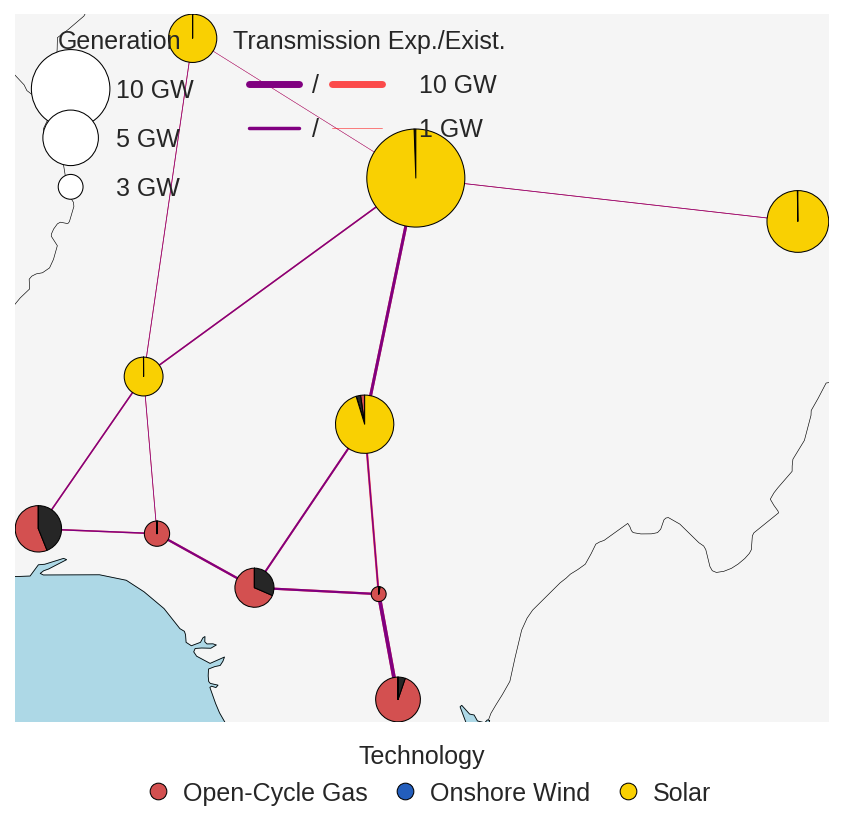 Generation
10 GW
5 GW
3 GW
Transmission Exp./Exist.
/ 10 GW
/ 1 GW
Technology
Open-Cycle Gas Onshore Wind Solar